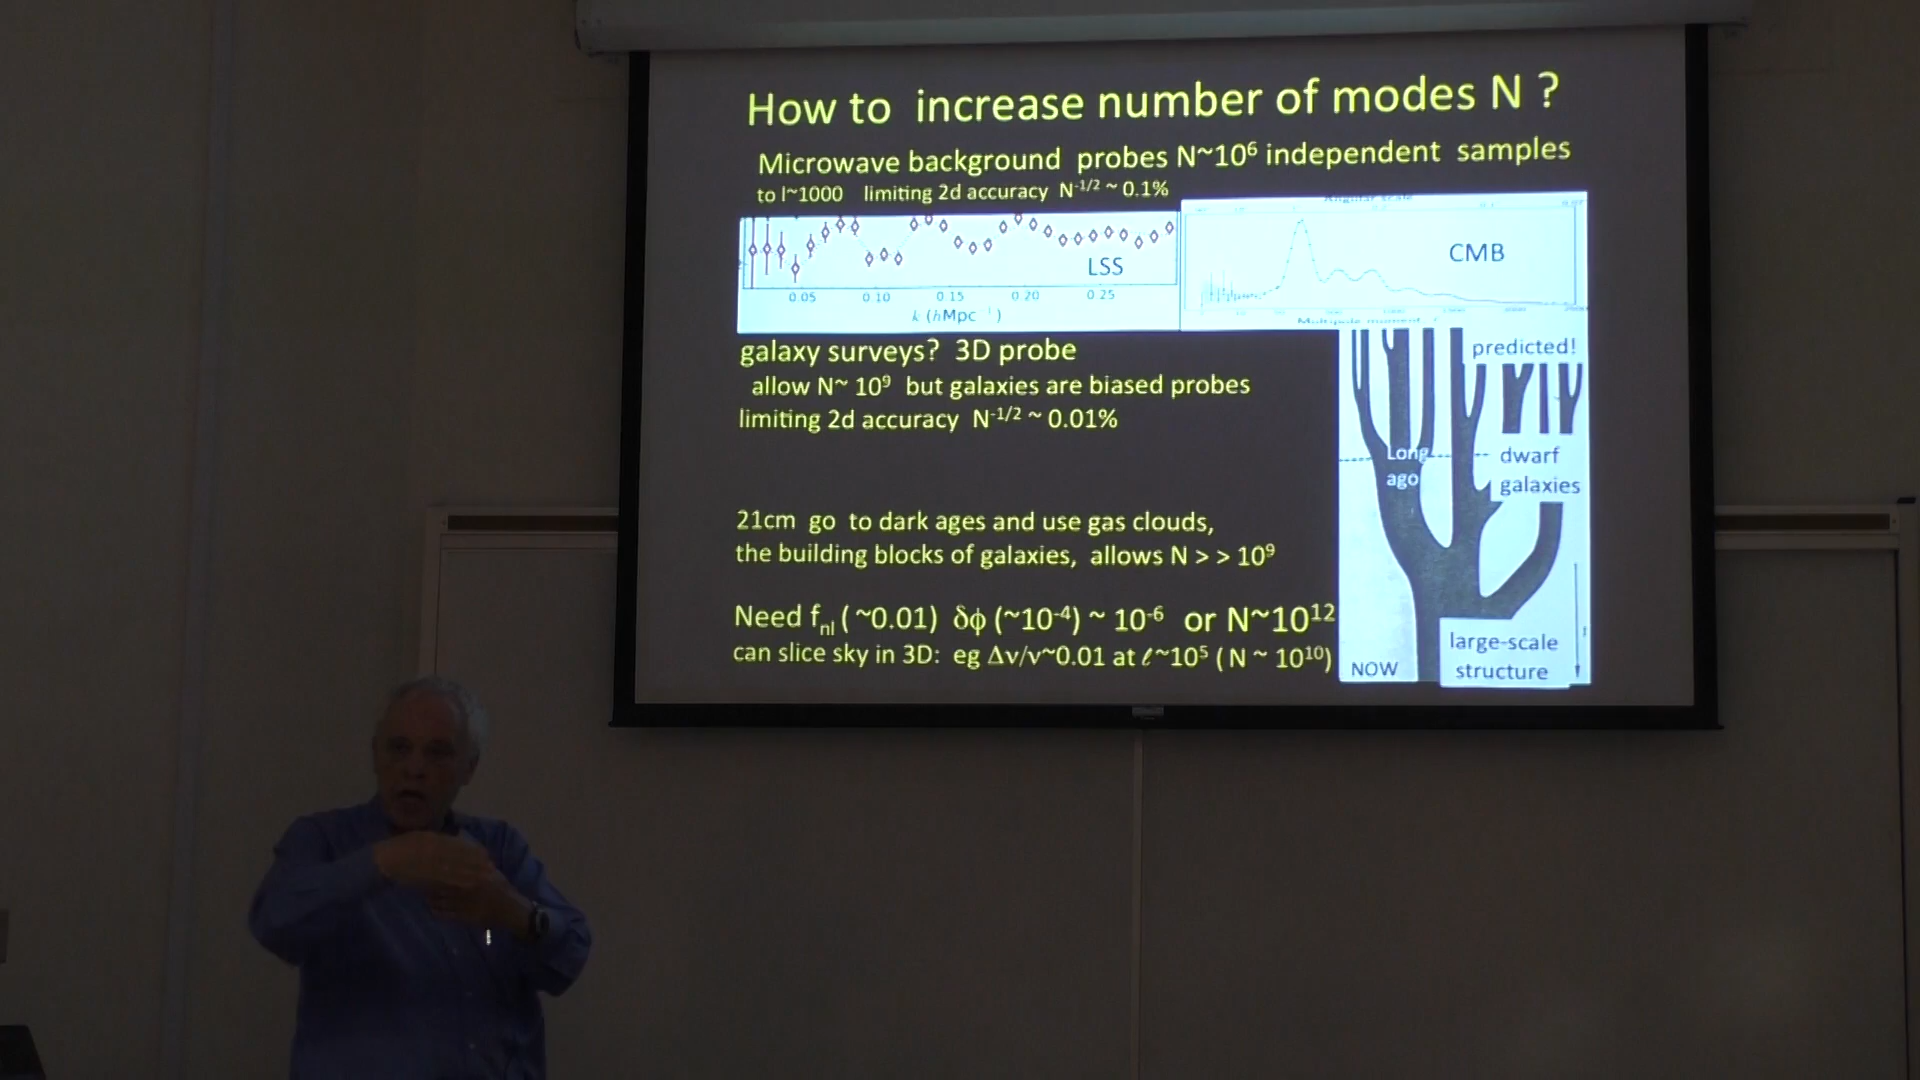 How to increase number of modes N ?
Microwave background probes N~10⁶ independent samples
to l~1000 limiting 2d accuracy N⁻¹/² ~ 0.1%
LSS
0.05 0.10 0.15 0.20 0.25
k (hMpc⁻¹)
Angular scale
CMB
Multipole moment,
galaxy surveys? 3D probe
allow N~ 10⁹ but galaxies are biased probes
limiting 2d accuracy N⁻¹/² ~ 0.01%
predicted!
Long
ago
dwarf
galaxies
21cm go to dark ages and use gas clouds,
the building blocks of galaxies, allows N > > 10⁹
Need fnl ( ~0.01) δϕ (~10⁻⁴) ~ 10⁻⁶ or N~10¹²
can slice sky in 3D: eg Δν/ν~0.01 at ℓ~10⁵ ( N ~ 10¹⁰)
large-scale
structure
NOW